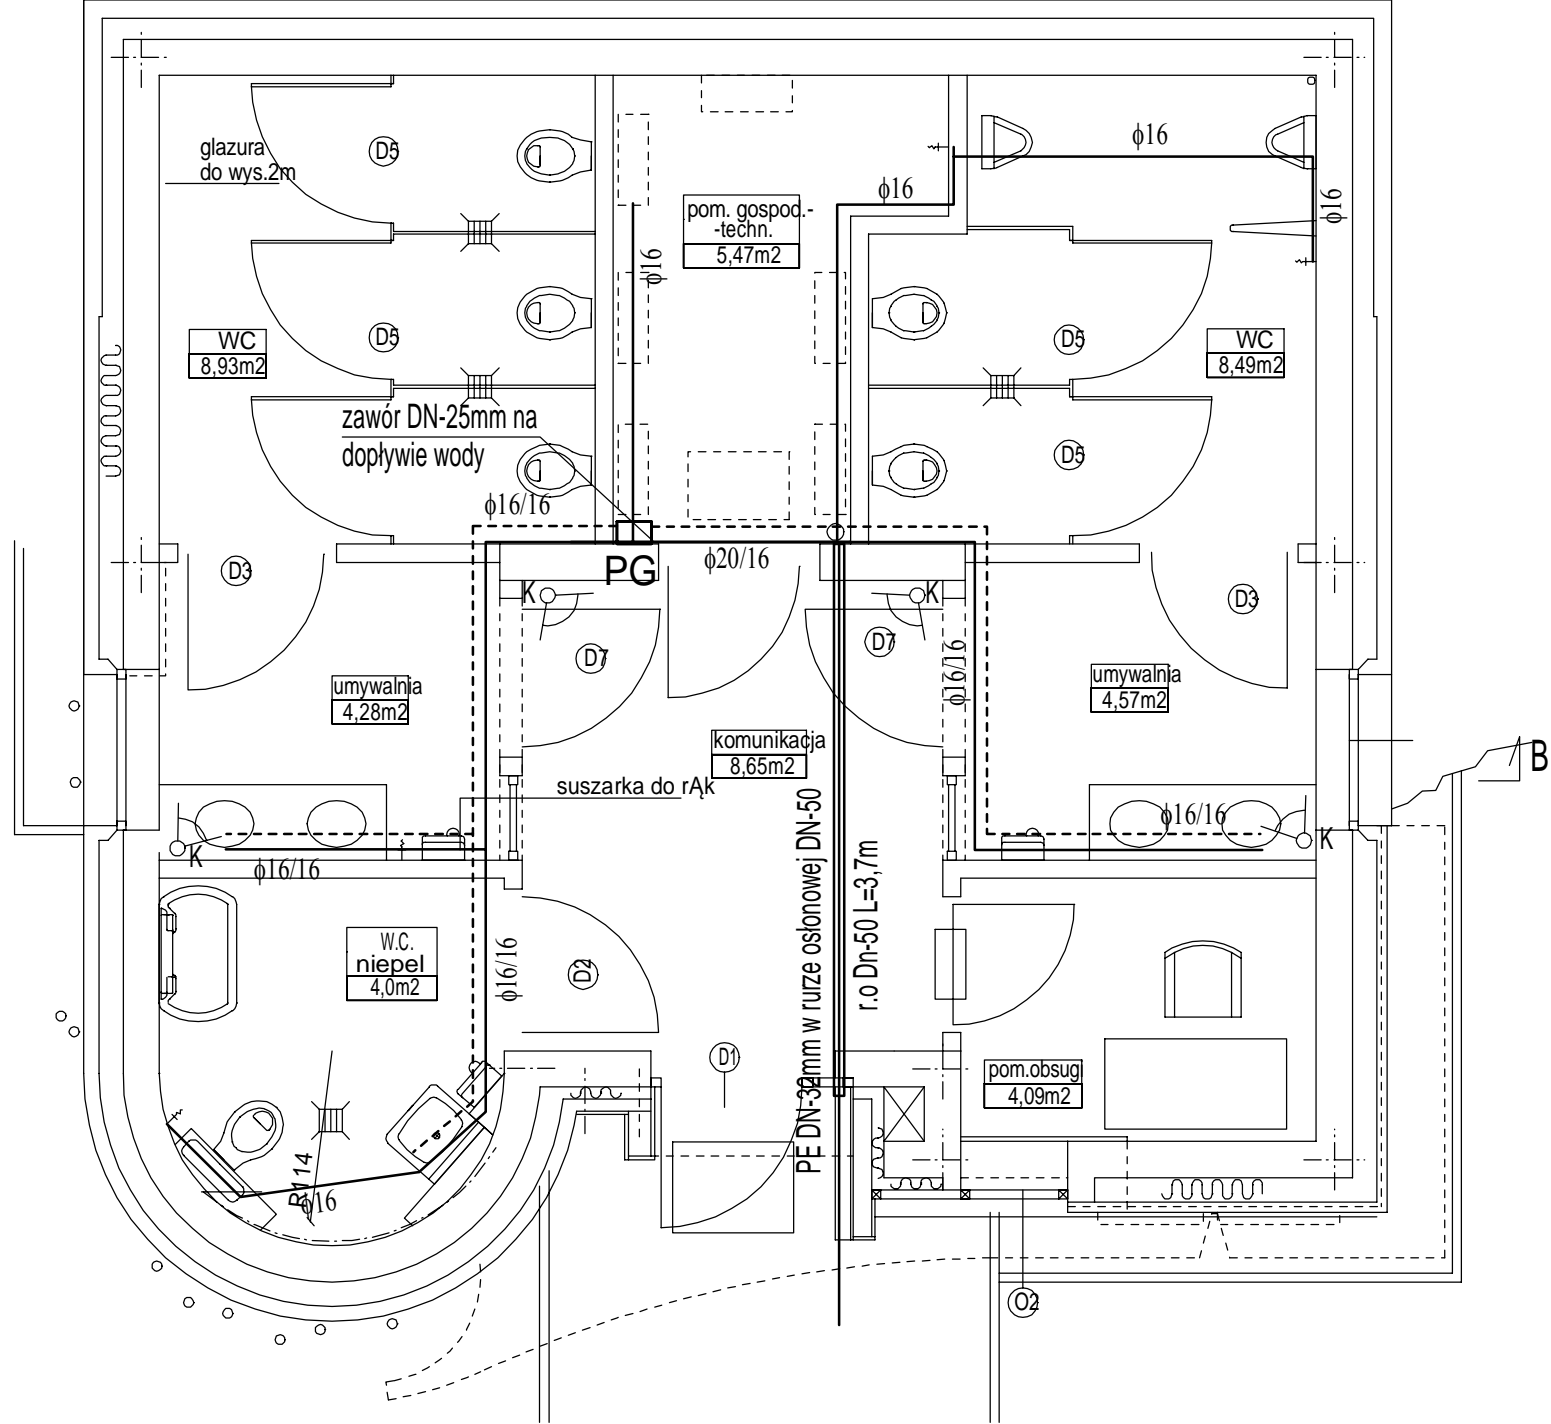 glazura
do wys.2m
D5
ϕ16
pom. gospod.-
-techn.
5,47m2
ϕ16
ϕ16
ϕ16
WC
8,93m2
D5
D5
WC
8,49m2
zawór DN-25mm na
dopływie wody
D5
ϕ16/16
PG
ϕ20/16
D3
K
K
D3
D7
D7
ϕ16/16
umywalnia
4,28m2
umywalnia
4,57m2
komunikacja
8,65m2
B
suszarka do rĄk
K
ϕ16/16
ϕ16/16
K
PE DN-32mm w rurze osłonowej DN-50
r.o Dn-50 L=3,7m
W.C.
niepel
4,0m2
ϕ16/16
D2
D1
pom.obsugi
4,09m2
R114
ϕ16
O2